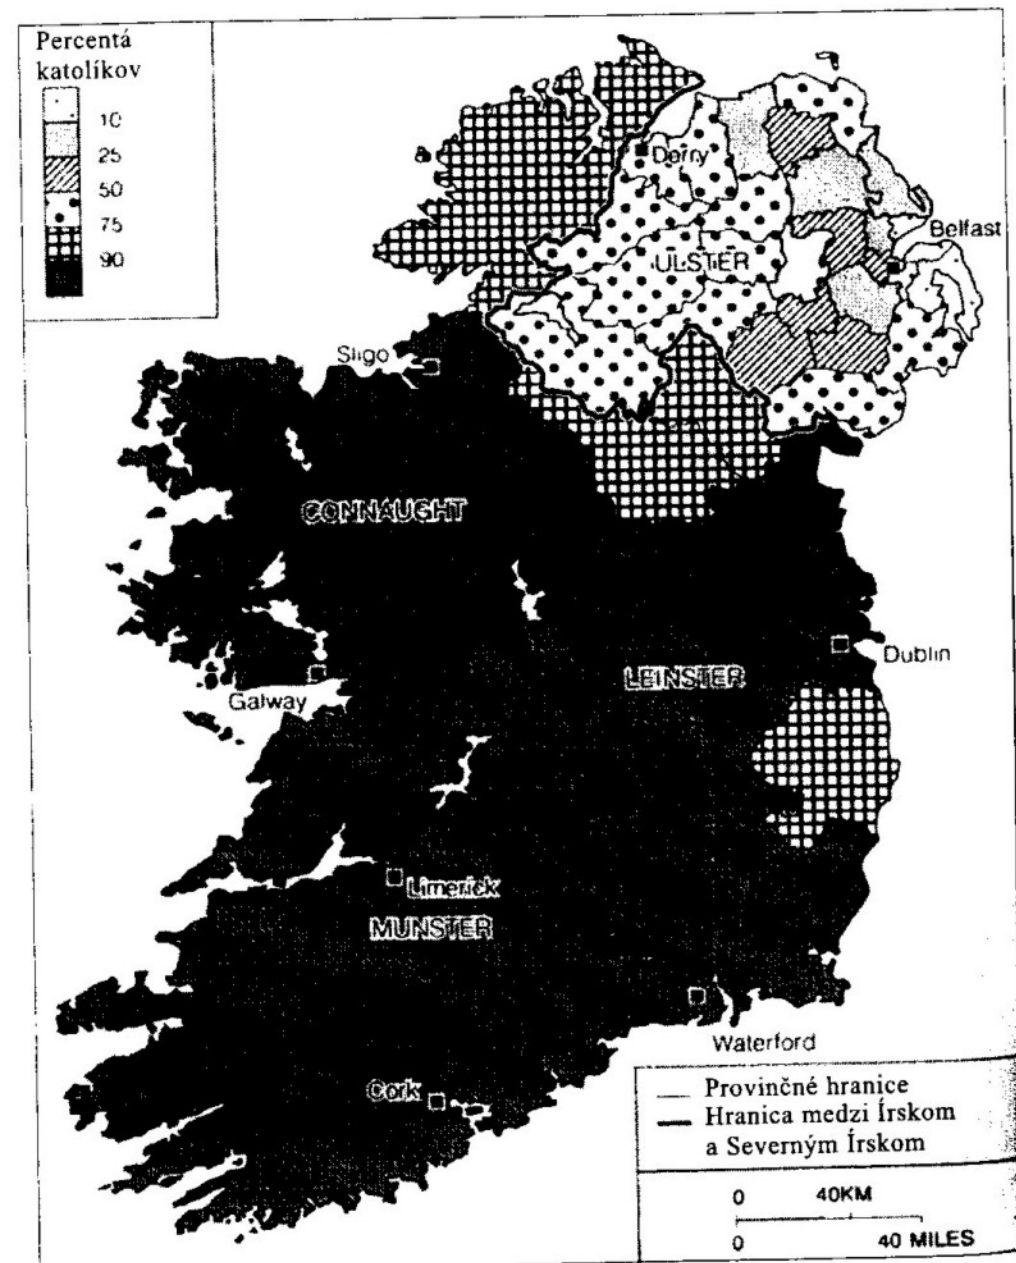 Percentá
katolíkov
10
25
50
75
90
Derry
Belfast
ULSTER
Sligo
CONNAUGHT
Dublin
LEINSTER
Galway
Limerick
MUNSTER
Waterford
Cork
Provinčné hranice
Hranica medzi Írskom
a Severným Írskom
0 40KM
0 40 MILES